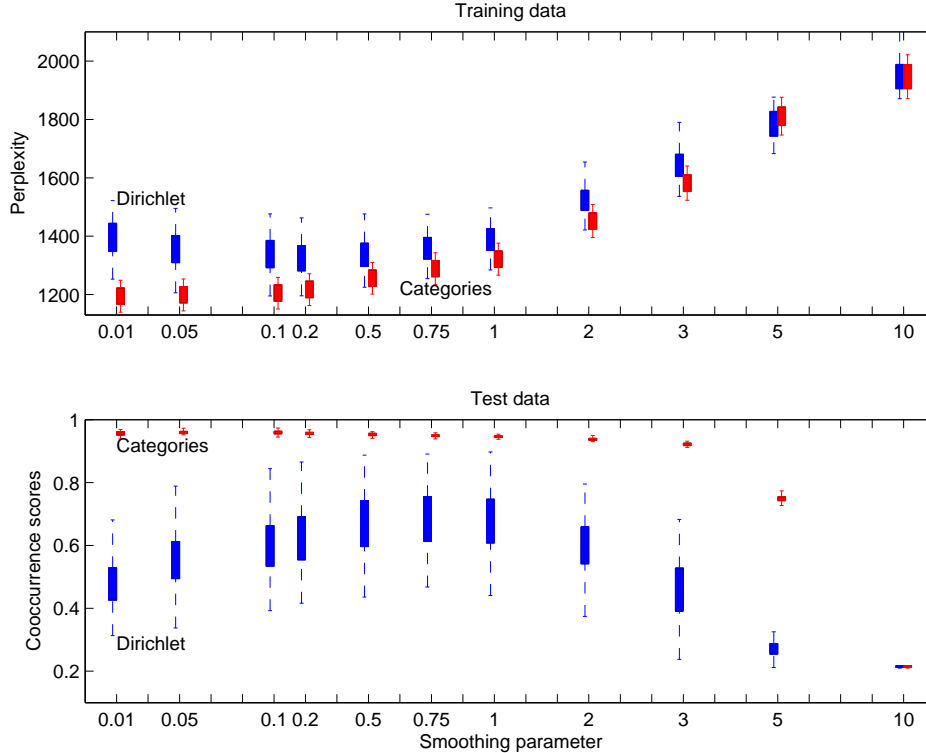 Training data
Perplexity
2000
1800
1600
1400
1200
Dirichlet
Categories
0.01 0.05 0.1 0.2 0.5 0.75 1 2 3 5 10
Test data
Cooccurrence scores
1
0.8
0.6
0.4
0.2
Categories
Dirichlet
0.01 0.05 0.1 0.2 0.5 0.75 1 2 3 5 10
Smoothing parameter